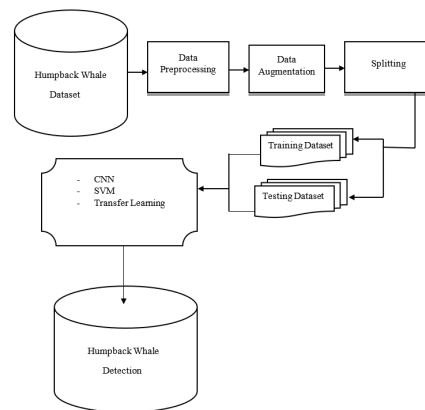 Humpback Whale
Dataset
Data
Preprocessing
Data
Augmentation
Splitting
Training Dataset
Testing Dataset
- CNN
- SVM
- Transfer Learning
Humpback Whale
Detection